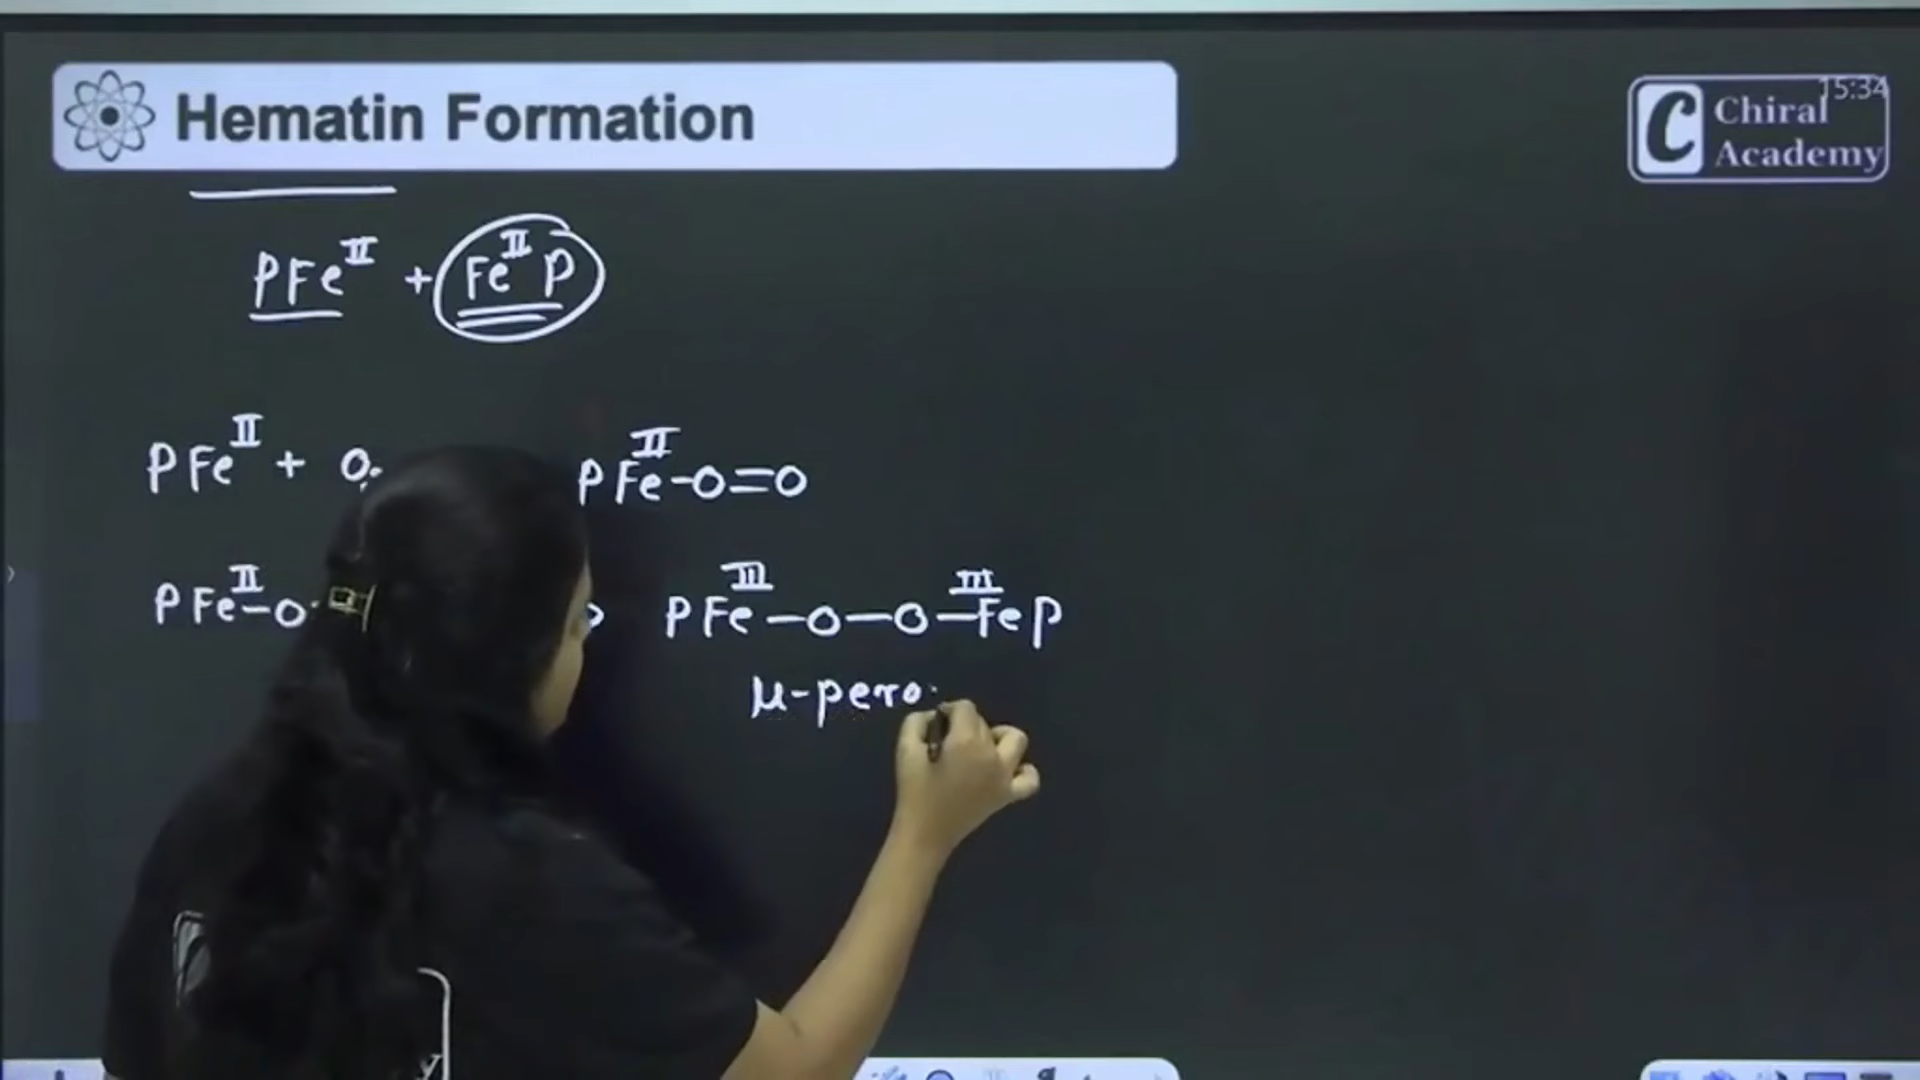 Hematin Formation
15:34
Chiral
Academy
PFe^II + Fe^II P
PFe^II + O
PFe^II-O=O
PFe^II-O
PFe^III-O-O-Fe^III P
μ-pero